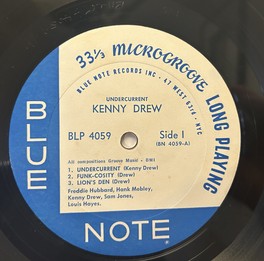 33⅓ MICROGROOVE LONG PLAYING
BLUE NOTE RECORDS INC · 47 WEST 61st · NYC
UNDERCURRENT
KENNY DREW
BLP 4059
Side 1
(BN 4059-A)
All compositions Groove Music - BMI
1. UNDERCURRENT (Kenny Drew)
2. FUNK-COSITY (Drew)
3. LION'S DEN (Drew)
Freddie Hubbard, Hank Mobley,
Kenny Drew, Sam Jones,
Louis Hayes.
BLUE
NOTE